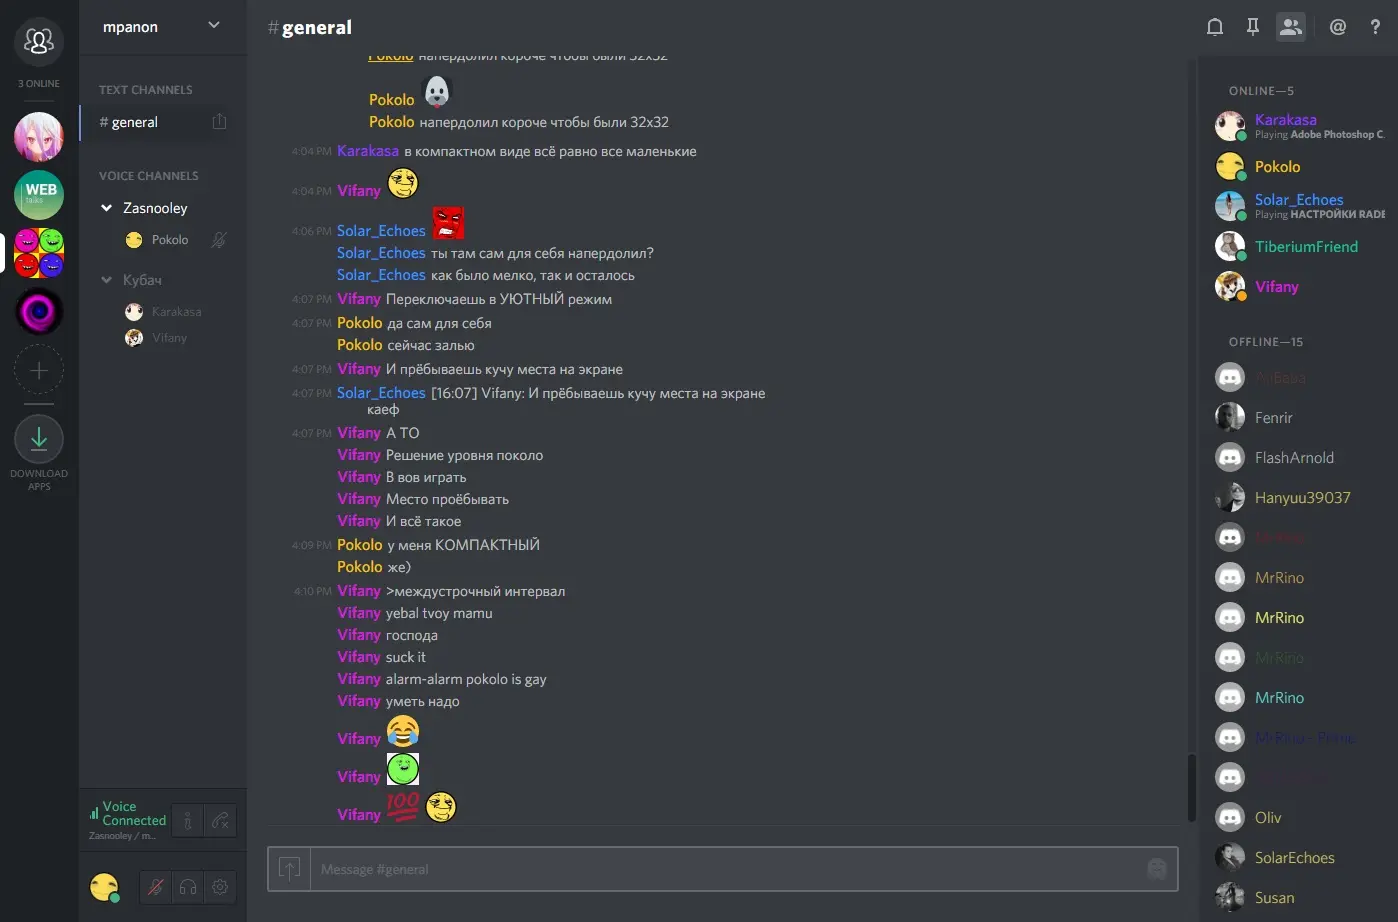 3 ONLINE
WEB
talks
DOWNLOAD
APPS
mpanon
TEXT CHANNELS
#general
VOICE CHANNELS
Zasnooley
Pokolo
Кубач
Karakasa
Vifany
Voice
Connected
Zasnooley / m...
#general
Pokolo напердолил короче чтобы были 32x32
Pokolo
Pokolo напердолил короче чтобы были 32x32
4:04 PM Karakasa в компактном виде всё равно все маленькие
4:04 PM Vifany
4:06 PM Solar_Echoes
Solar_Echoes ты там сам для себя напердолил?
Solar_Echoes как было мелко, так и осталось
4:07 PM Vifany Переключаешь в УЮТНЫЙ режим
4:07 PM Pokolo да сам для себя
Pokolo сейчас залью
4:07 PM Vifany И прёбываешь кучу места на экране
4:07 PM Solar_Echoes [16:07] Vifany: И прёбываешь кучу места на экране
каеф
4:07 PM Vifany А ТО
Vifany Решение уровня поколо
Vifany В вов играть
Vifany Место проёбывать
Vifany И всё такое
4:09 PM Pokolo у меня КОМПАКТНЫЙ
Pokolo же)
4:10 PM Vifany >междустрочный интервал
Vifany yebal tvoy mamu
Vifany господа
Vifany suck it
Vifany alarm-alarm pokolo is gay
Vifany уметь надо
Vifany
Vifany
Vifany 100
Message #general
@ ?
ONLINE—5
Karakasa
Playing Adobe Photoshop C
Pokolo
Solar_Echoes
Playing НАСТРОЙКИ RADE
TiberiumFriend
Vifany
OFFLINE—15
AliBaba
Fenrir
FlashArnold
Hanyuu39037
MrRino
MrRino
MrRino
MrRino
MrRino
MrRino - Prime
Oliv
SolarEchoes
Susan